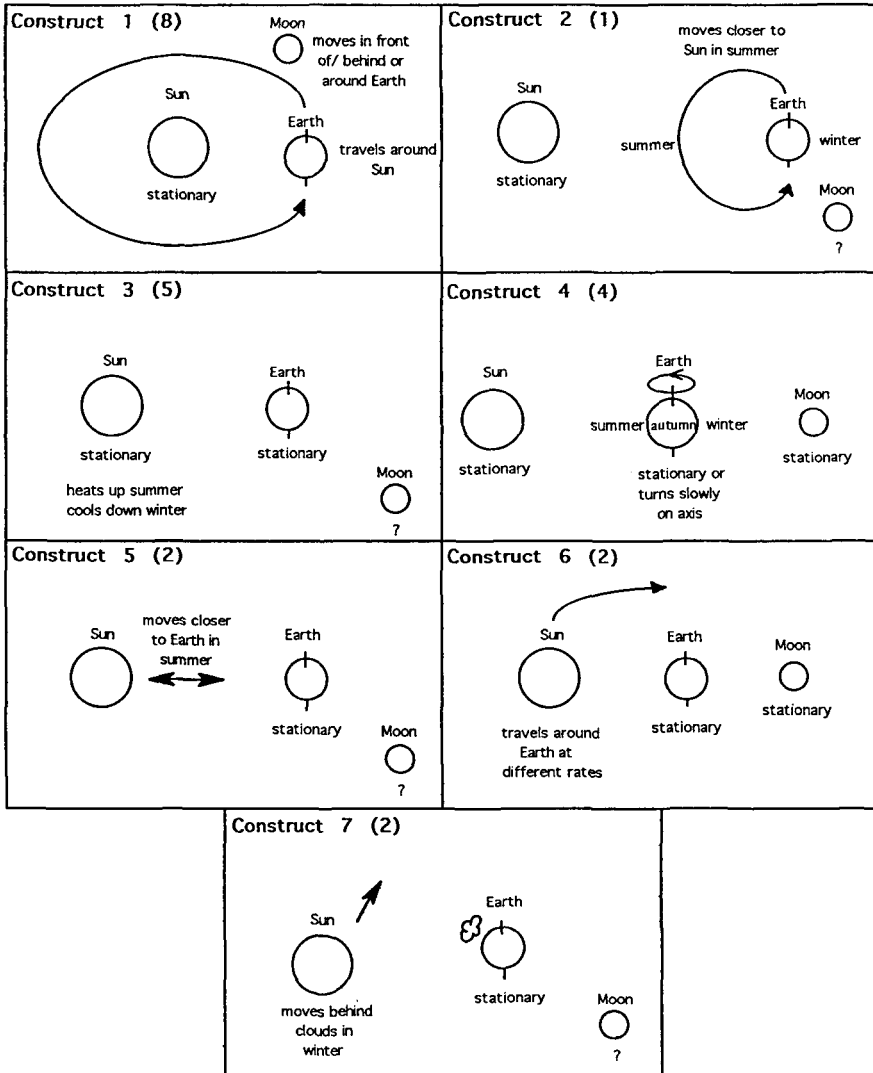 Construct 1 (8)
Moon
moves in front
of/ behind or
around Earth
Sun
Earth
travels around
Sun
stationary
Construct 2 (1)
moves closer to
Sun in summer
Sun
Earth
summer
winter
Moon
?
Construct 3 (5)
Sun
Earth
stationary
stationary
heats up summer
cools down winter
Moon
?
Construct 4 (4)
Sun
Earth
Moon
summer autumn winter
stationary
stationary or
turns slowly
on axis
stationary
Construct 5 (2)
Sun
moves closer
to Earth in
summer
Earth
stationary
Moon
?
Construct 6 (2)
Sun
Earth
Moon
travels around
Earth at
different rates
stationary
stationary
Construct 7 (2)
Sun
Earth
stationary
moves behind
clouds in
winter
Moon
?